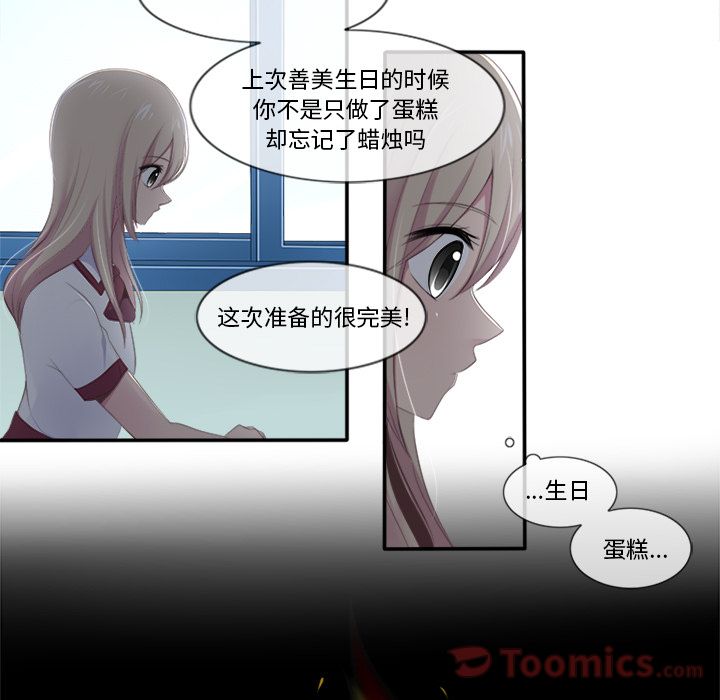 上次善美生日的时候
你不是只做了蛋糕
却忘记了蜡烛吗
这次准备的很完美!
...生日
蛋糕...
Toomics.com